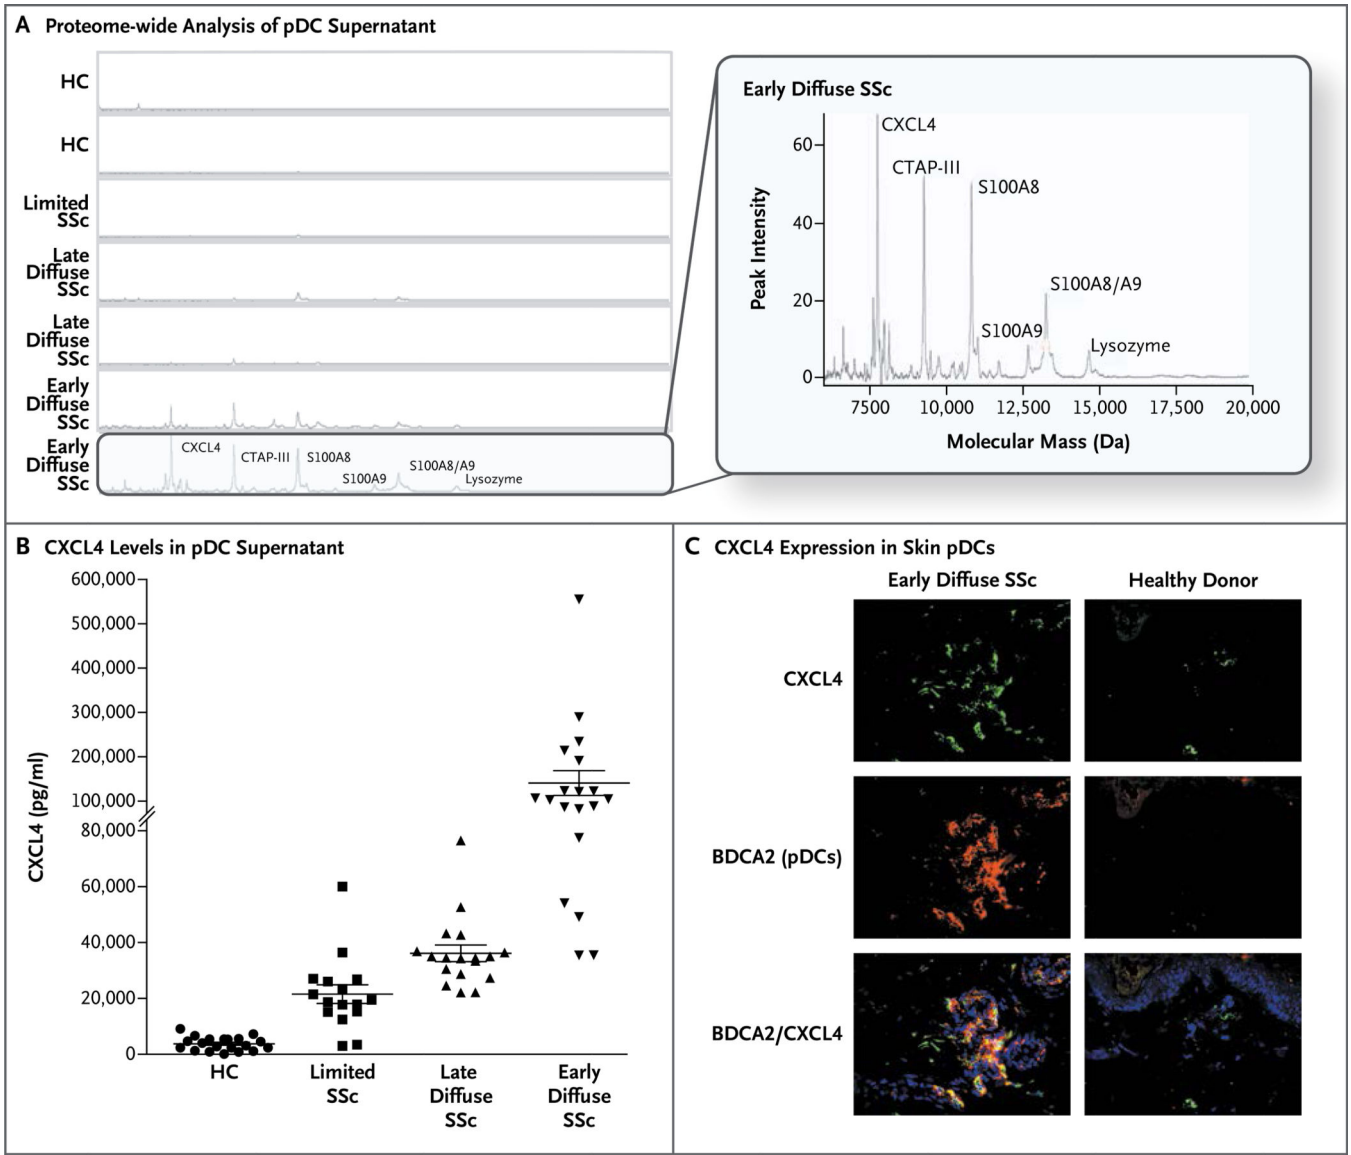 A Proteome-wide Analysis of pDC Supernatant
HC
HC
Limited
SSc
Late
Diffuse
SSc
Late
Diffuse
SSc
Early
Diffuse
SSc
Early
Diffuse
SSc
CXCL4
CTAP-III
S100A8
S100A9
S100A8/A9
Lysozyme
Early Diffuse SSc
Peak Intensity
60
40
20
0
CXCL4
CTAP-III
S100A8
S100A9
S100A8/A9
Lysozyme
7500 10,000 12,500 15,000 17,500 20,000
Molecular Mass (Da)
B CXCL4 Levels in pDC Supernatant
CXCL4 (pg/ml)
600,000
500,000
400,000
300,000
200,000
100,000
80,000
60,000
40,000
20,000
0
HC
Limited
SSc
Late
Diffuse
SSc
Early
Diffuse
SSc
C CXCL4 Expression in Skin pDCs
Early Diffuse SSc Healthy Donor
CXCL4
BDCA2 (pDCs)
BDCA2/CXCL4